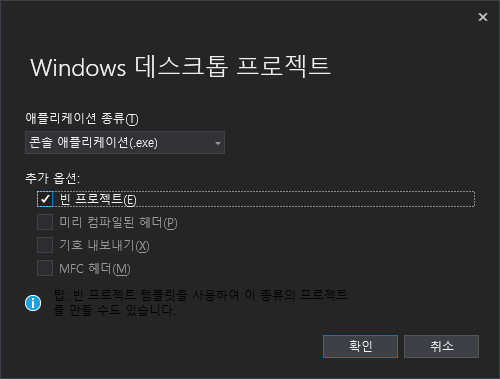 Windows 데스크톱 프로젝트
애플리케이션 종류(T)
콘솔 애플리케이션(.exe)
추가 옵션:
빈 프로젝트(E)
미리 컴파일된 헤더(P)
기호 내보내기(X)
MFC 헤더(M)
팁: 빈 프로젝트 템플릿을 사용하여 이 종류의 프로젝트
를 만들 수도 있습니다.
확인 취소